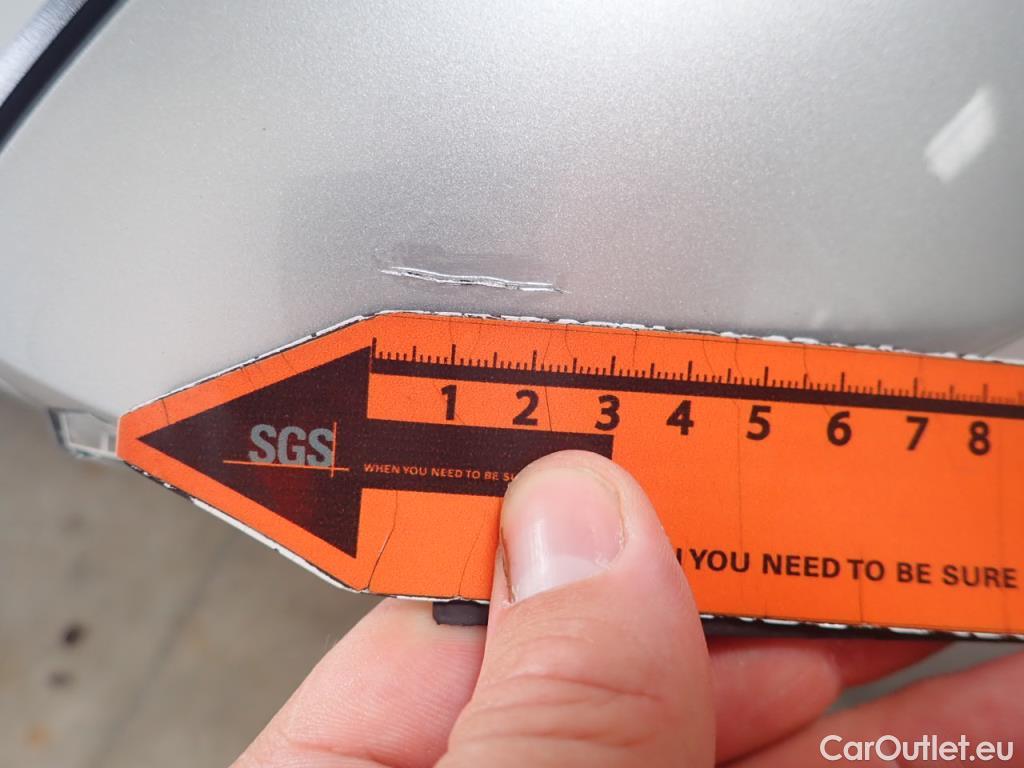 1 2 3 4 5 6 7 8
SGS
WHEN YOU NEED TO BE
YOU NEED TO BE SURE
CarOutlet.eu